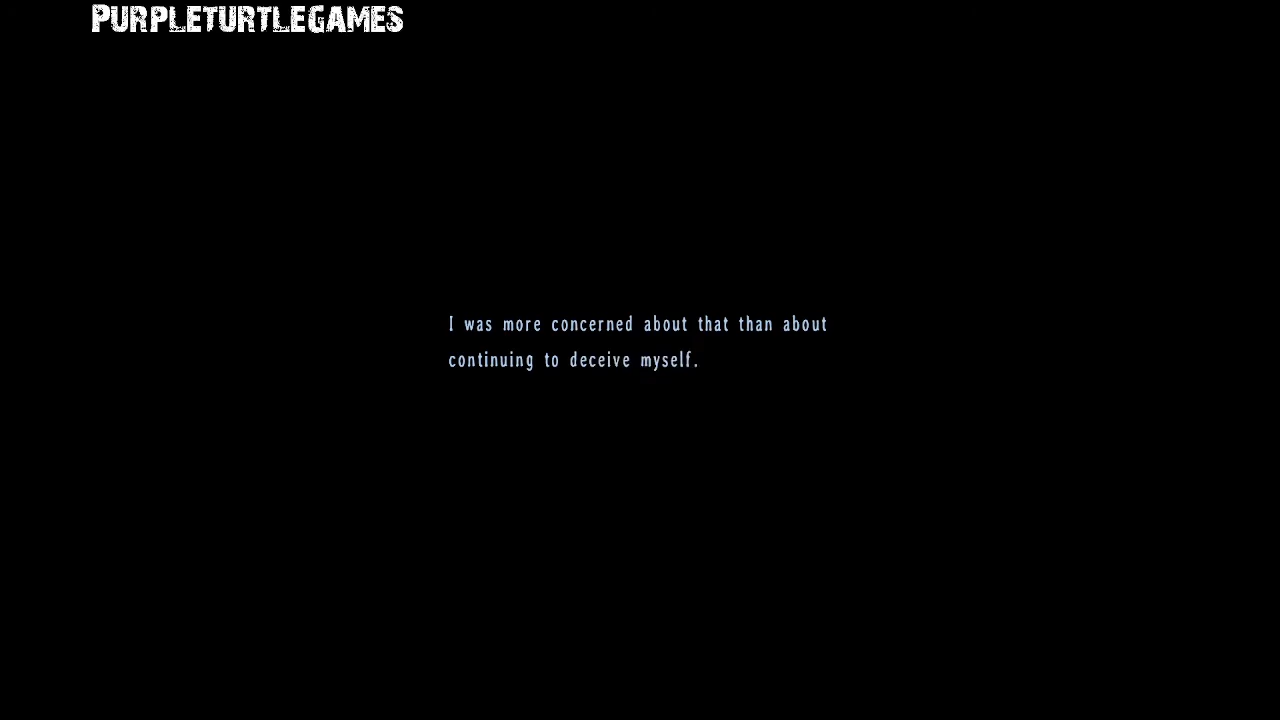 PURPLETURTLEGAMES
I was more concerned about that than about
continuing to deceive myself.